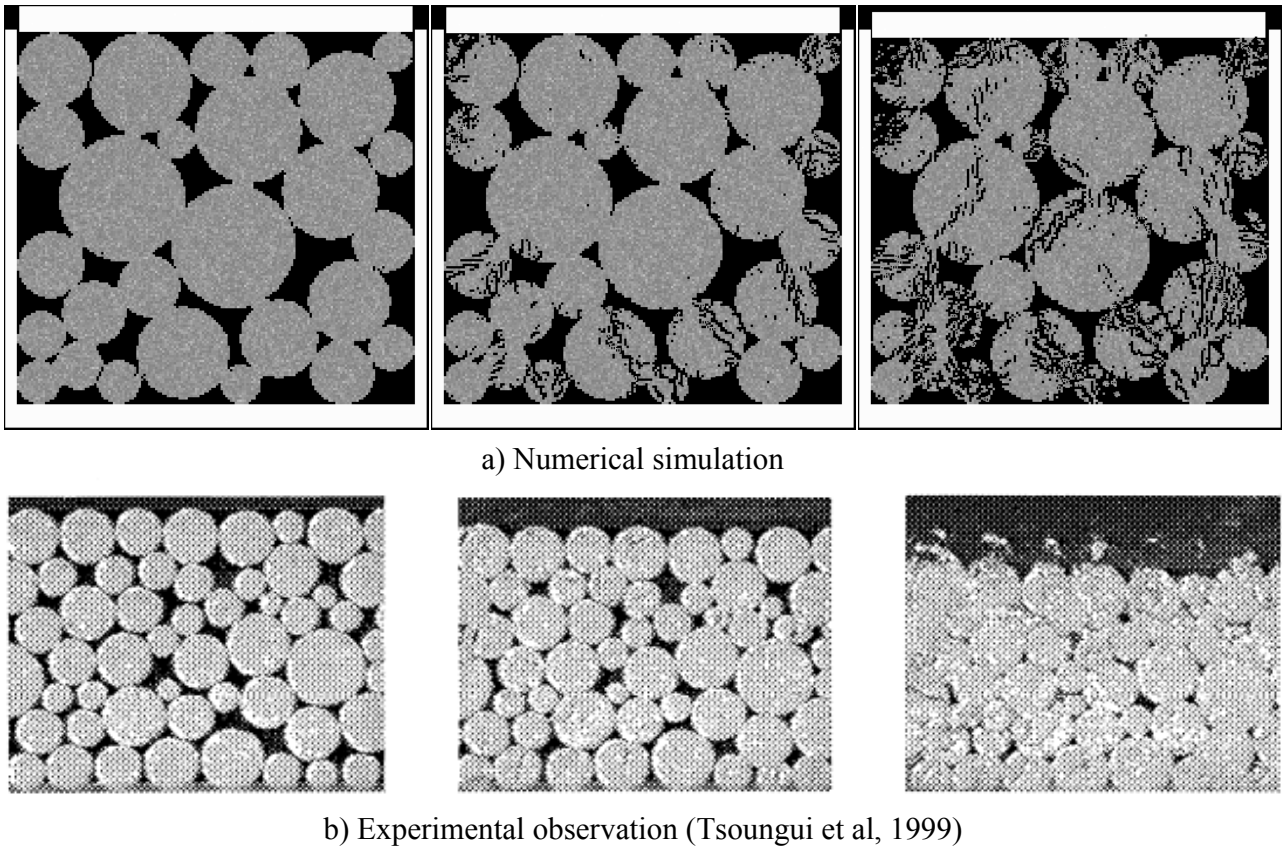 a) Numerical simulation
b) Experimental observation (Tsoungui et al, 1999)